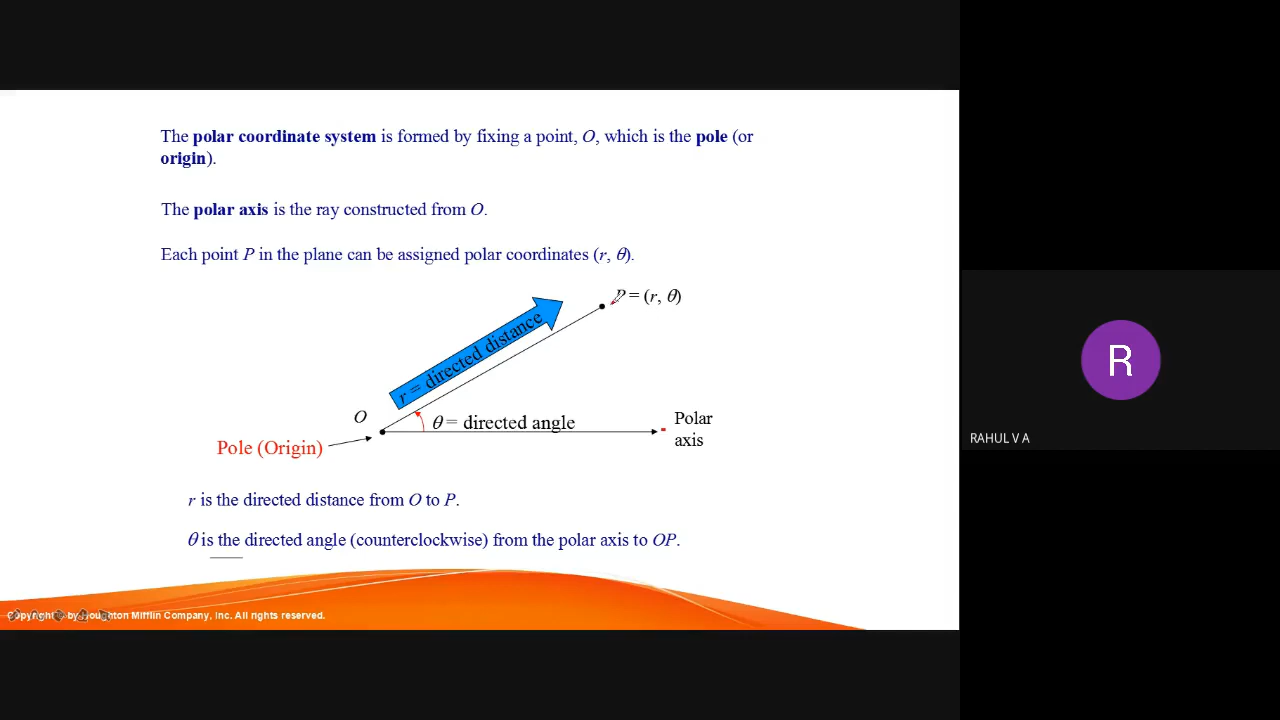 The polar coordinate system is formed by fixing a point, O, which is the pole (or
origin).
The polar axis is the ray constructed from O.
Each point P in the plane can be assigned polar coordinates (r, θ).
P = (r, θ)
r = directed distance
O
θ = directed angle
Polar
axis
Pole (Origin)
r is the directed distance from O to P.
θ is the directed angle (counterclockwise) from the polar axis to OP.
Copyright © by Houghton Mifflin Company, Inc. All rights reserved.
R
RAHUL V A